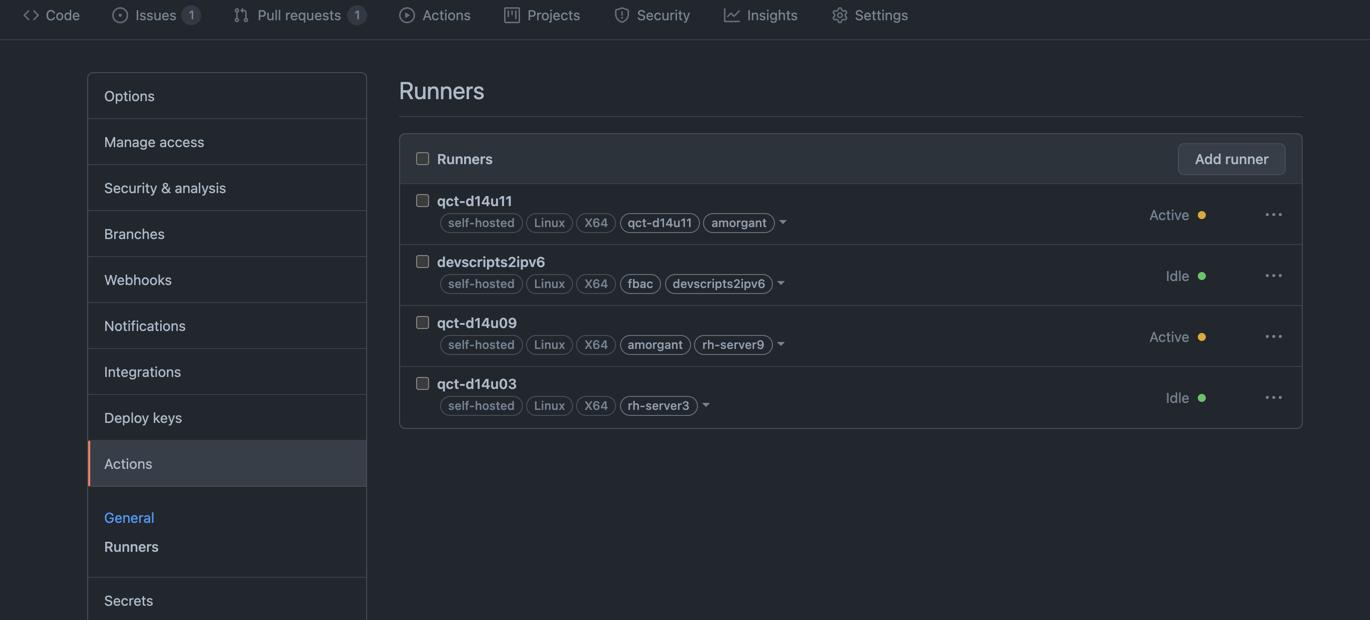 Code Issues 1 Pull requests 1 Actions Projects Security Insights Settings
Options
Manage access
Security & analysis
Branches
Webhooks
Notifications
Integrations
Deploy keys
Actions
General
Runners
Secrets
Runners
Runners Add runner
qct-d14u11
self-hosted Linux X64 qct-d14u11 amorgant
Active
devscripts2ipv6
self-hosted Linux X64 fbac devscripts2ipv6
Idle
qct-d14u09
self-hosted Linux X64 amorgant rh-server9
Active
qct-d14u03
self-hosted Linux X64 rh-server3
Idle